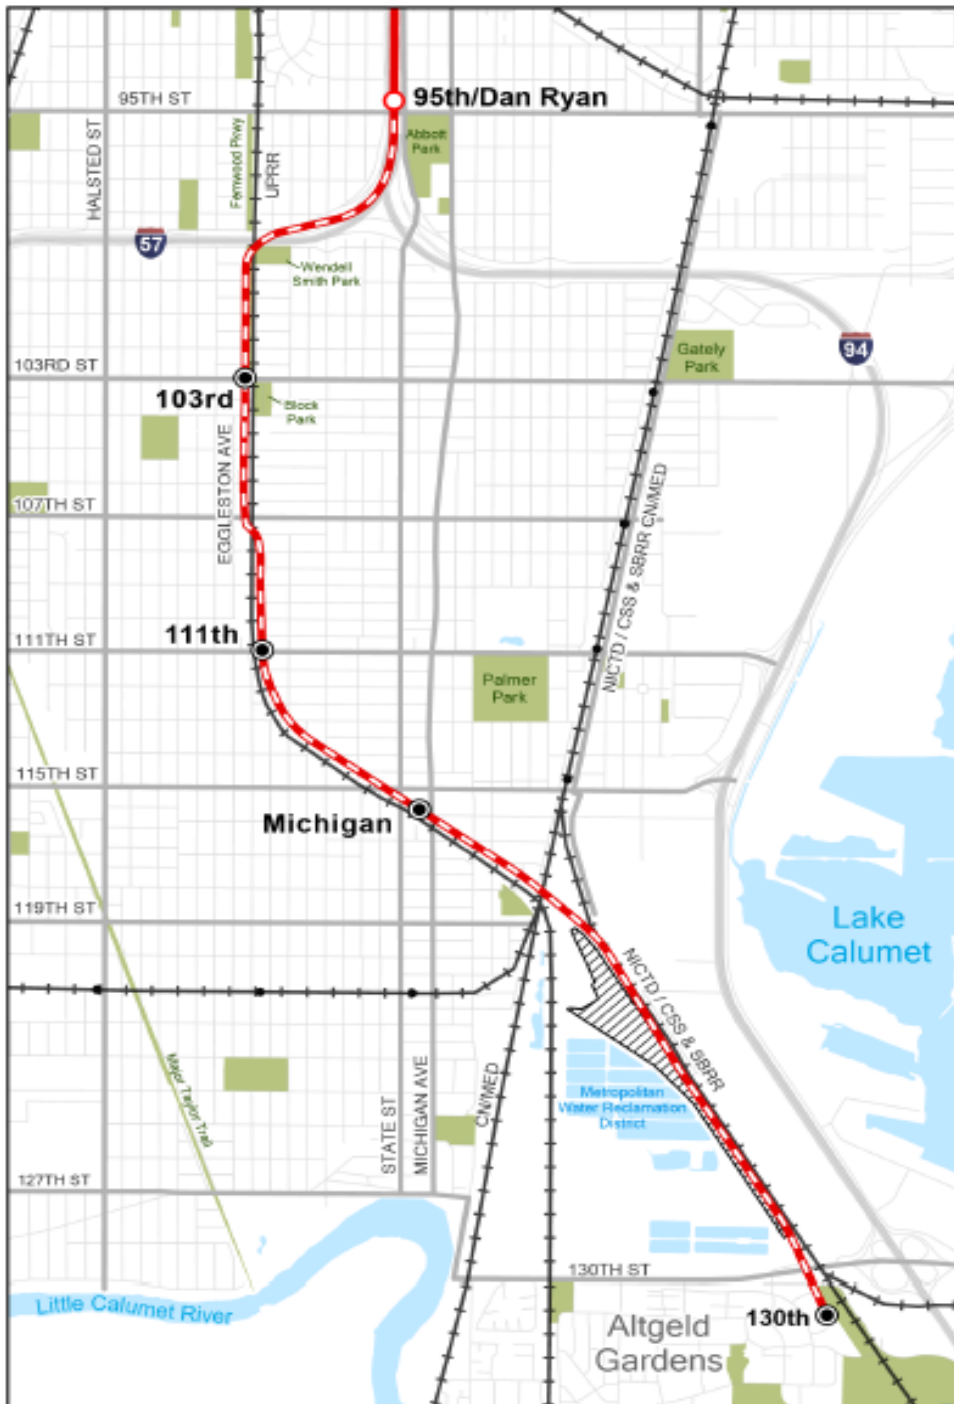 95TH ST
95th/Dan Ryan
HALSTED ST
Fernwood Pkwy
UPRR
Abbott
Park
57
Wendell
Smith Park
94
Gately
Park
103RD ST
103rd
Block
Park
EGGLESTON AVE
107TH ST
NICTD / CSS & SBRR CN/MED
111th
111TH ST
Palmer
Park
115TH ST
Michigan
119TH ST
Lake
Calumet
NICTD / CSS & SBRR
Major Taylor Trail
CN/MED
Metropolitan
Water Reclamation
District
STATE ST
MICHIGAN AVE
127TH ST
130TH ST
Little Calumet River
130th
Altgeld
Gardens